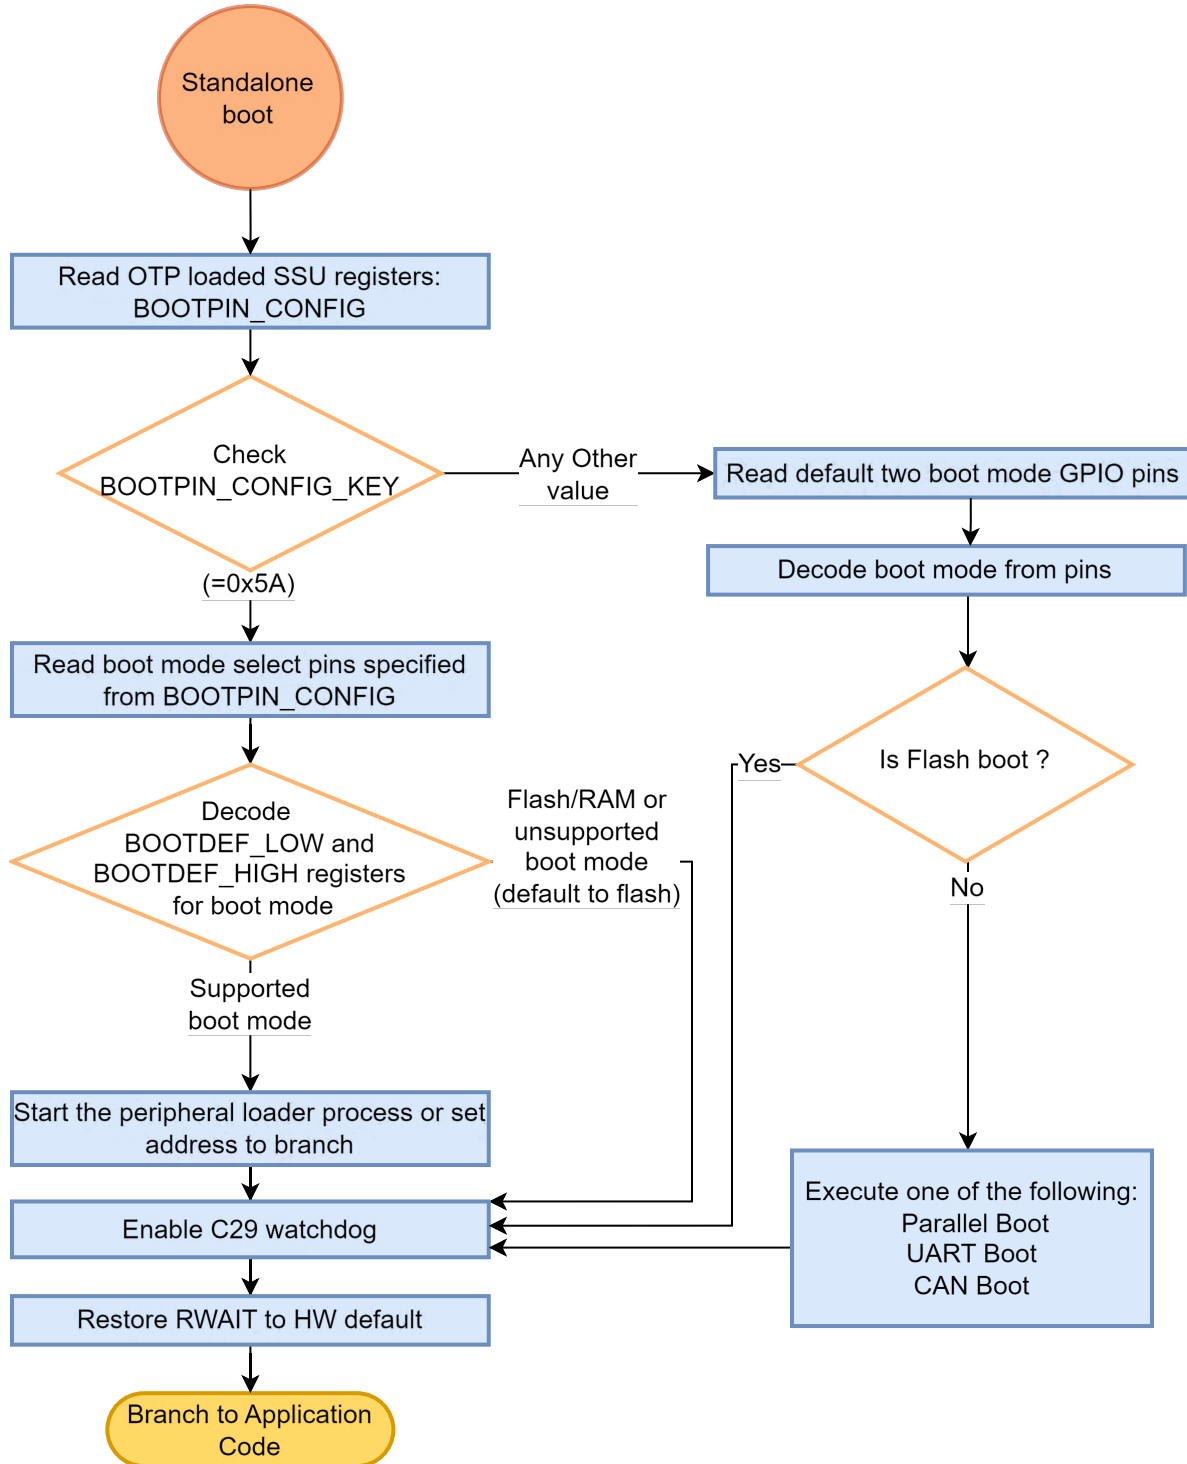 Standalone
boot
Read OTP loaded SSU registers:
BOOTPIN_CONFIG
Check
BOOTPIN_CONFIG_KEY
Any Other
value
Read default two boot mode GPIO pins
Decode boot mode from pins
(=0x5A)
Read boot mode select pins specified
from BOOTPIN_CONFIG
Is Flash boot ?
Yes
No
Decode
BOOTDEF_LOW and
BOOTDEF_HIGH registers
for boot mode
Flash/RAM or
unsupported
boot mode
(default to flash)
Supported
boot mode
Start the peripheral loader process or set
address to branch
Execute one of the following:
Parallel Boot
UART Boot
CAN Boot
Enable C29 watchdog
Restore RWAIT to HW default
Branch to Application
Code